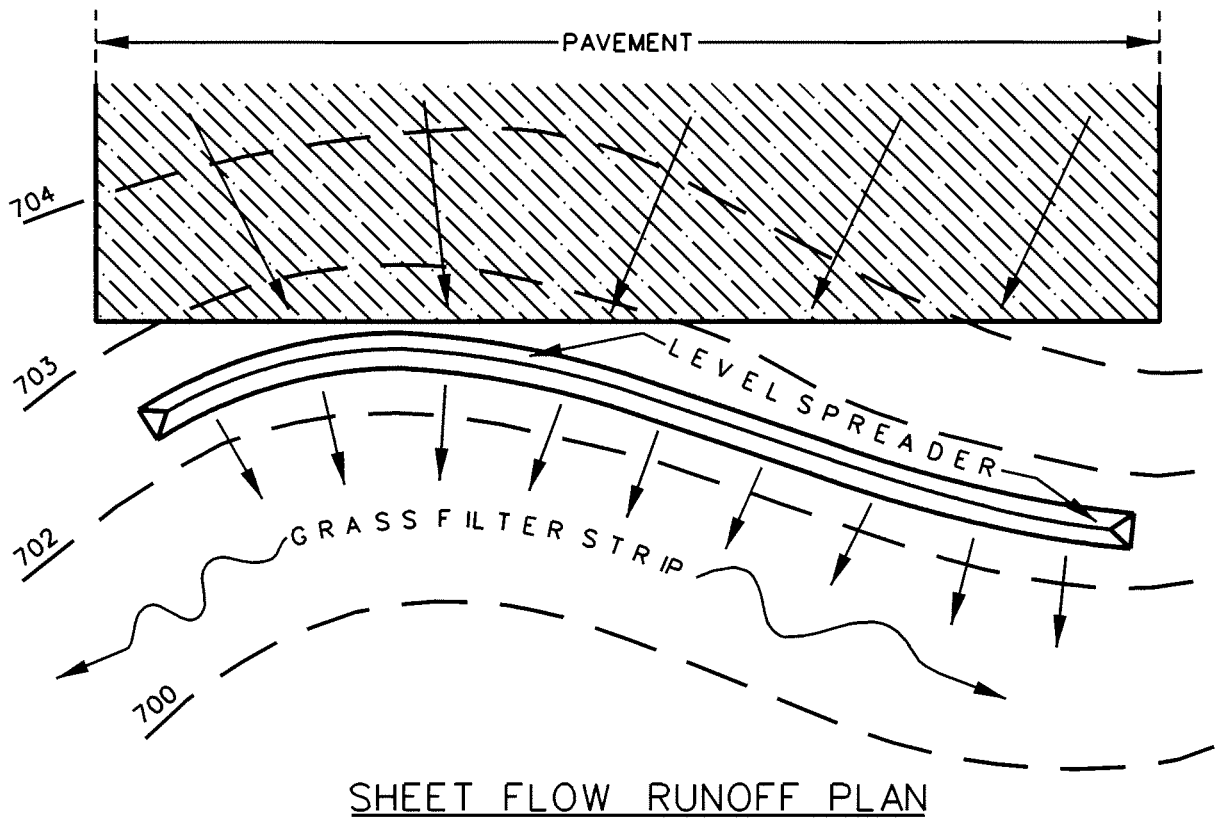 PAVEMENT
704
703
LEVEL SPREADER
702
GRASS FILTER STRIP
700
SHEET FLOW RUNOFF PLAN